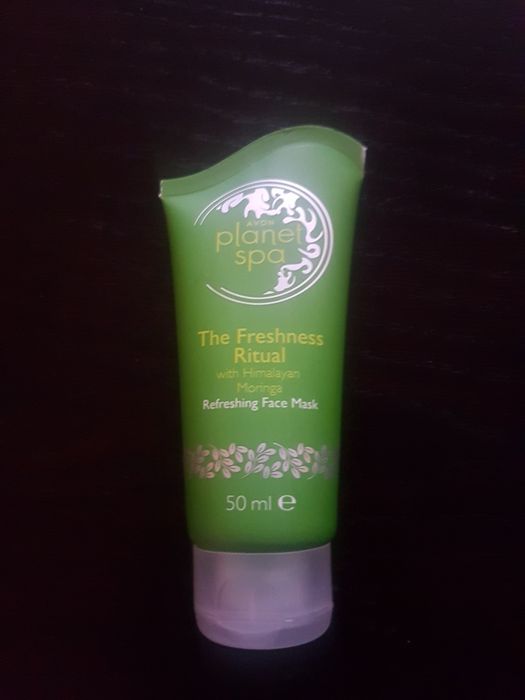 AVON
planet
spa
The Freshness
Ritual
with Himalayan
Moringa
Refreshing Face Mask
50 ml ℮